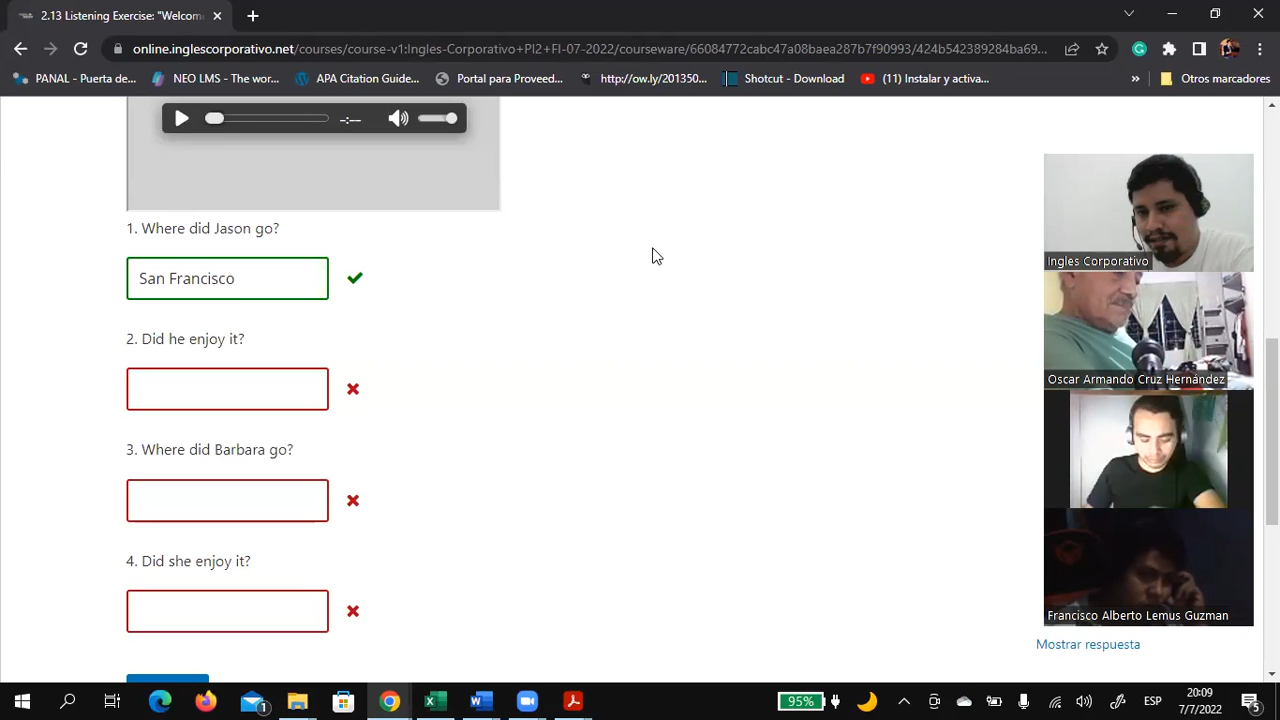 2.13 Listening Exercise: "Welcom
online.inglescorporativo.net/courses/course-v1:Ingles-Corporativo+PI2+FI-07-2022/courseware/66084772cabc47a08baea287b7f90993/424b542389284ba69...
PANAL - Puerta de...
NEO LMS - The wor...
APA Citation Guide...
Portal para Proveed...
http://ow.ly/201350...
Shotcut - Download
(11) Instalar y activa...
»
Otros marcadores
-:--
1. Where did Jason go?
San Francisco
2. Did he enjoy it?
3. Where did Barbara go?
4. Did she enjoy it?
Ingles Corporativo
Oscar Armando Cruz Hernández
Francisco Alberto Lemus Guzman
Mostrar respuesta
1
95%
ESP
20:09
7/7/2022
5